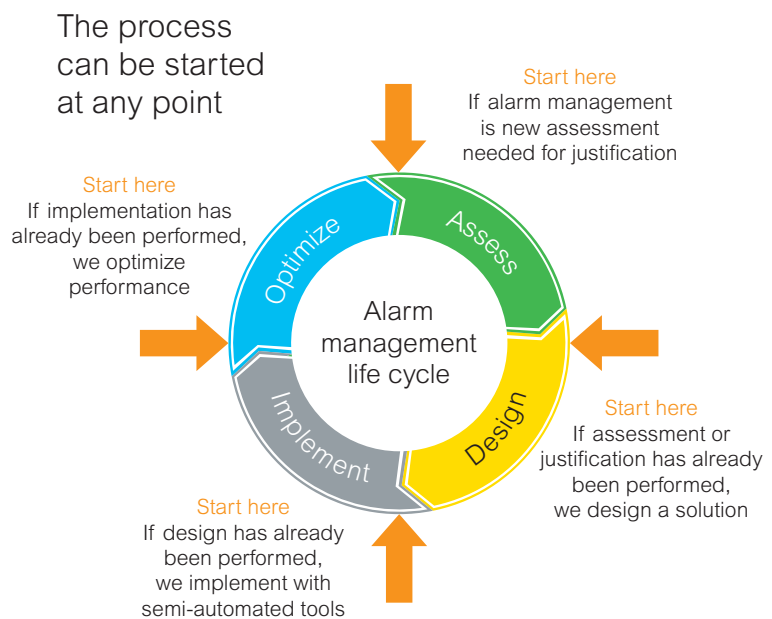 The process
can be started
at any point
Start here
If alarm management
is new assessment
needed for justification
Start here
If implementation has
already been performed,
we optimize
performance
Optimize
Assess
Alarm
management
life cycle
Implement
Design
Start here
If assessment or
justification has already
been performed,
we design a solution
Start here
If design has already
been performed,
we implement with
semi-automated tools